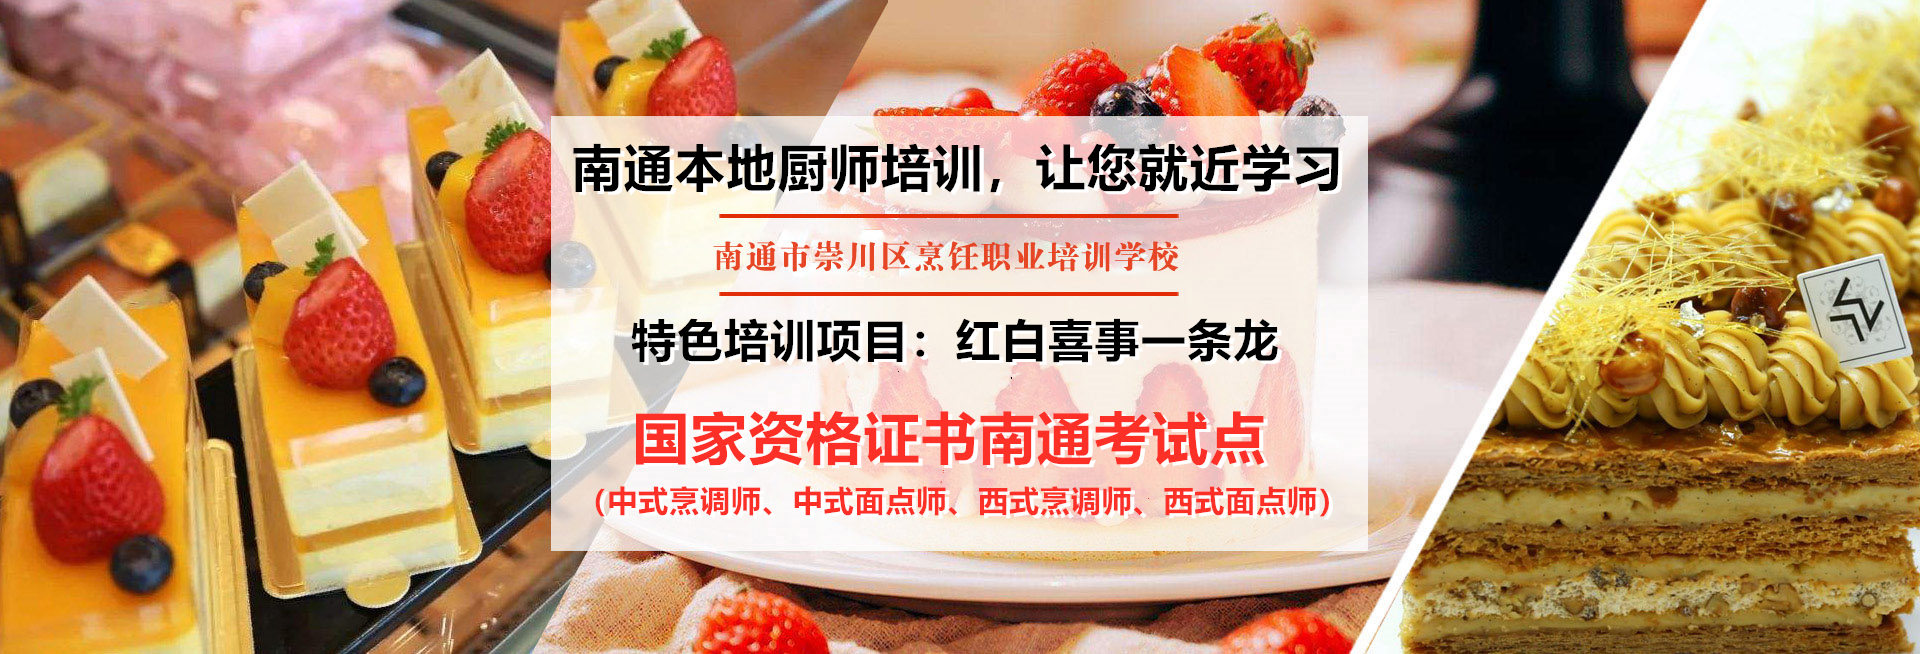 南通本地厨师培训，让您就近学习
南通市崇川区烹饪职业培训学校
特色培训项目：红白喜事一条龙
国家资格证书南通考试点
（中式烹调师、中式面点师、西式烹调师、西式面点师）